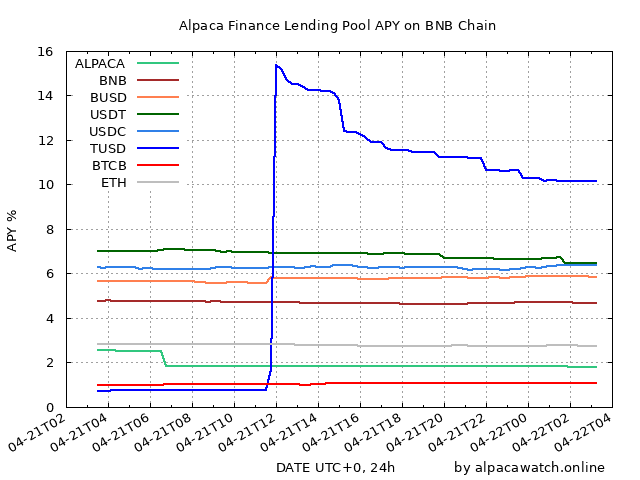 Alpaca Finance Lending Pool APY on BNB Chain
APY %
16
14
12
10
8
6
4
2
0
ALPACA
BNB
BUSD
USDT
USDC
TUSD
BTCB
ETH
04-21T02
04-21T04
04-21T06
04-21T08
04-21T10
04-21T12
04-21T14
04-21T16
04-21T18
04-21T20
04-21T22
04-22T00
04-22T02
04-22T04
DATE UTC+0, 24h
by alpacawatch.online